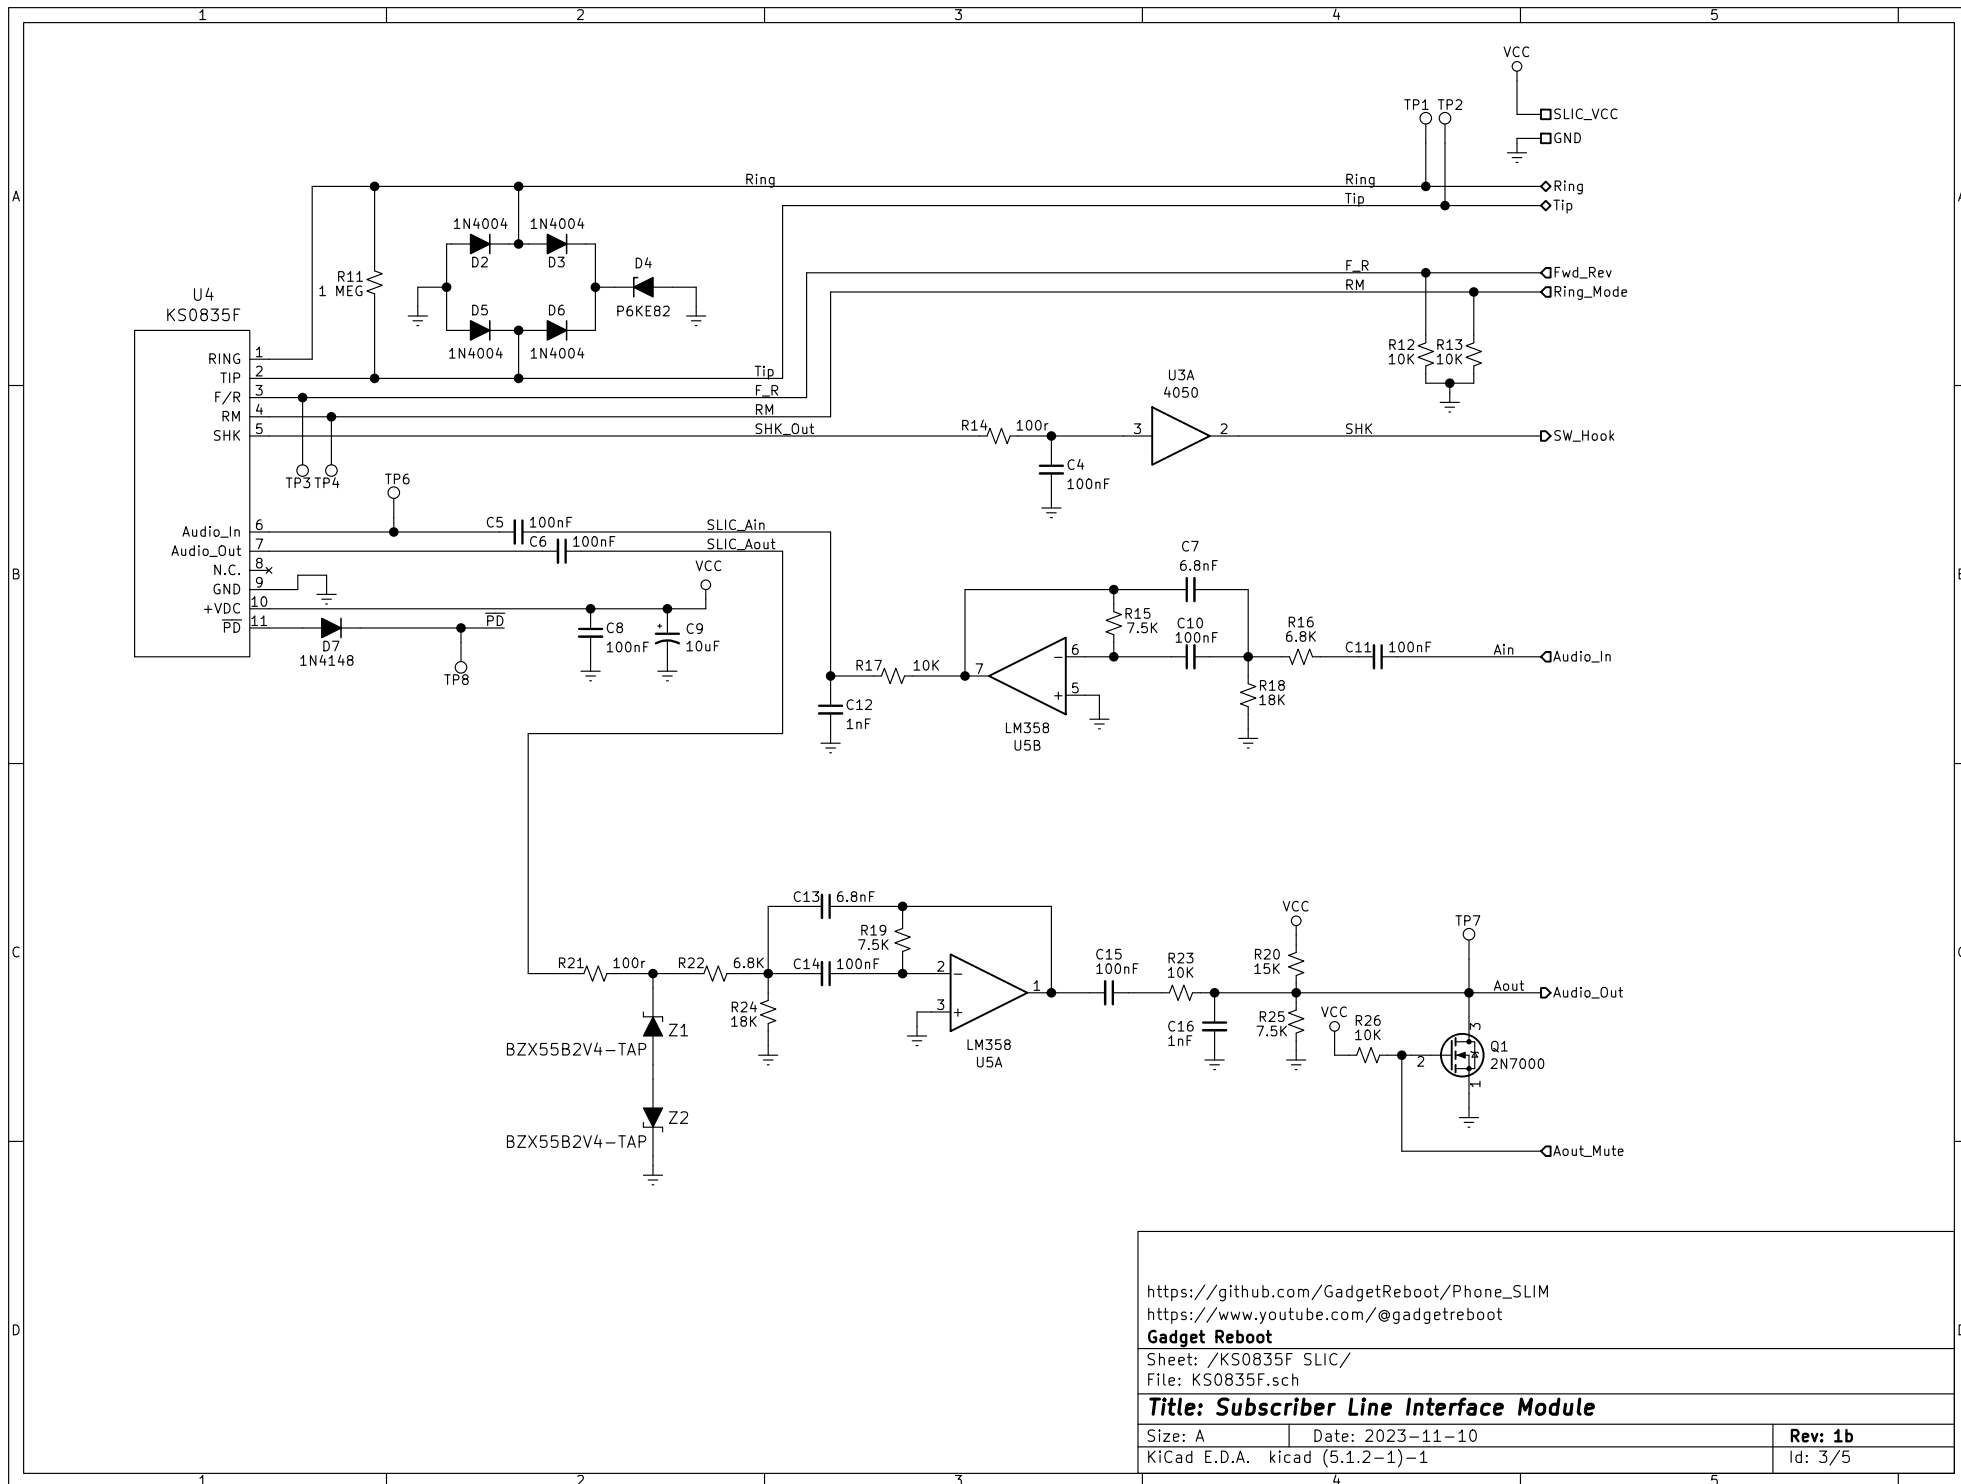 1 2 3 4 5
VCC
TP1 TP2
SLIC_VCC
GND
A
Ring Ring Ring
Tip Tip
1N4004 1N4004
D2 D3
R11
1 MEG
D4
P6KE82
D5 D6
1N4004 1N4004
F_R Fwd_Rev
RM Ring_Mode
R12 R13
10K 10K
U4
KS0835F
RING 1
TIP 2 Tip
F/R 3 F_R
RM 4 RM
SHK 5 SHK_Out
R14 100r
U3A
4050
3 2 SHK SW_Hook
C4
100nF
TP3 TP4
TP6
Audio_In 6 C5 100nF SLIC_Ain
Audio_Out 7 C6 100nF SLIC_Aout
N.C. 8
GND 9
+VDC 10
PD 11
VCC
D7
1N4148
PD
TP8
C8
100nF
+ C9
10uF
B
C7
6.8nF
R15
7.5K
C10
100nF
R16
6.8K
C11 100nF Ain Audio_In
R17 10K 7
- 6
+ 5
R18
18K
C12
1nF
LM358
U5B
C
C13 6.8nF
R19
7.5K
R21 100r R22 6.8K C14 100nF
2 -
3 +
1
R24
18K
LM358
U5A
Z1
BZX55B2V4-TAP
Z2
BZX55B2V4-TAP
C15
100nF
R23
10K
VCC
R20
15K
TP7
Aout Audio_Out
C16
1nF
R25
7.5K
VCC
R26
10K
2
3
1
Q1
2N7000
Aout_Mute
D
https://github.com/GadgetReboot/Phone_SLIM
https://www.youtube.com/@gadgetreboot
Gadget Reboot
Sheet: /KS0835F SLIC/
File: KS0835F.sch
Title: Subscriber Line Interface Module
Size: A Date: 2023-11-10 Rev: 1b
KiCad E.D.A. kicad (5.1.2-1)-1 Id: 3/5
1 2 3 4 5